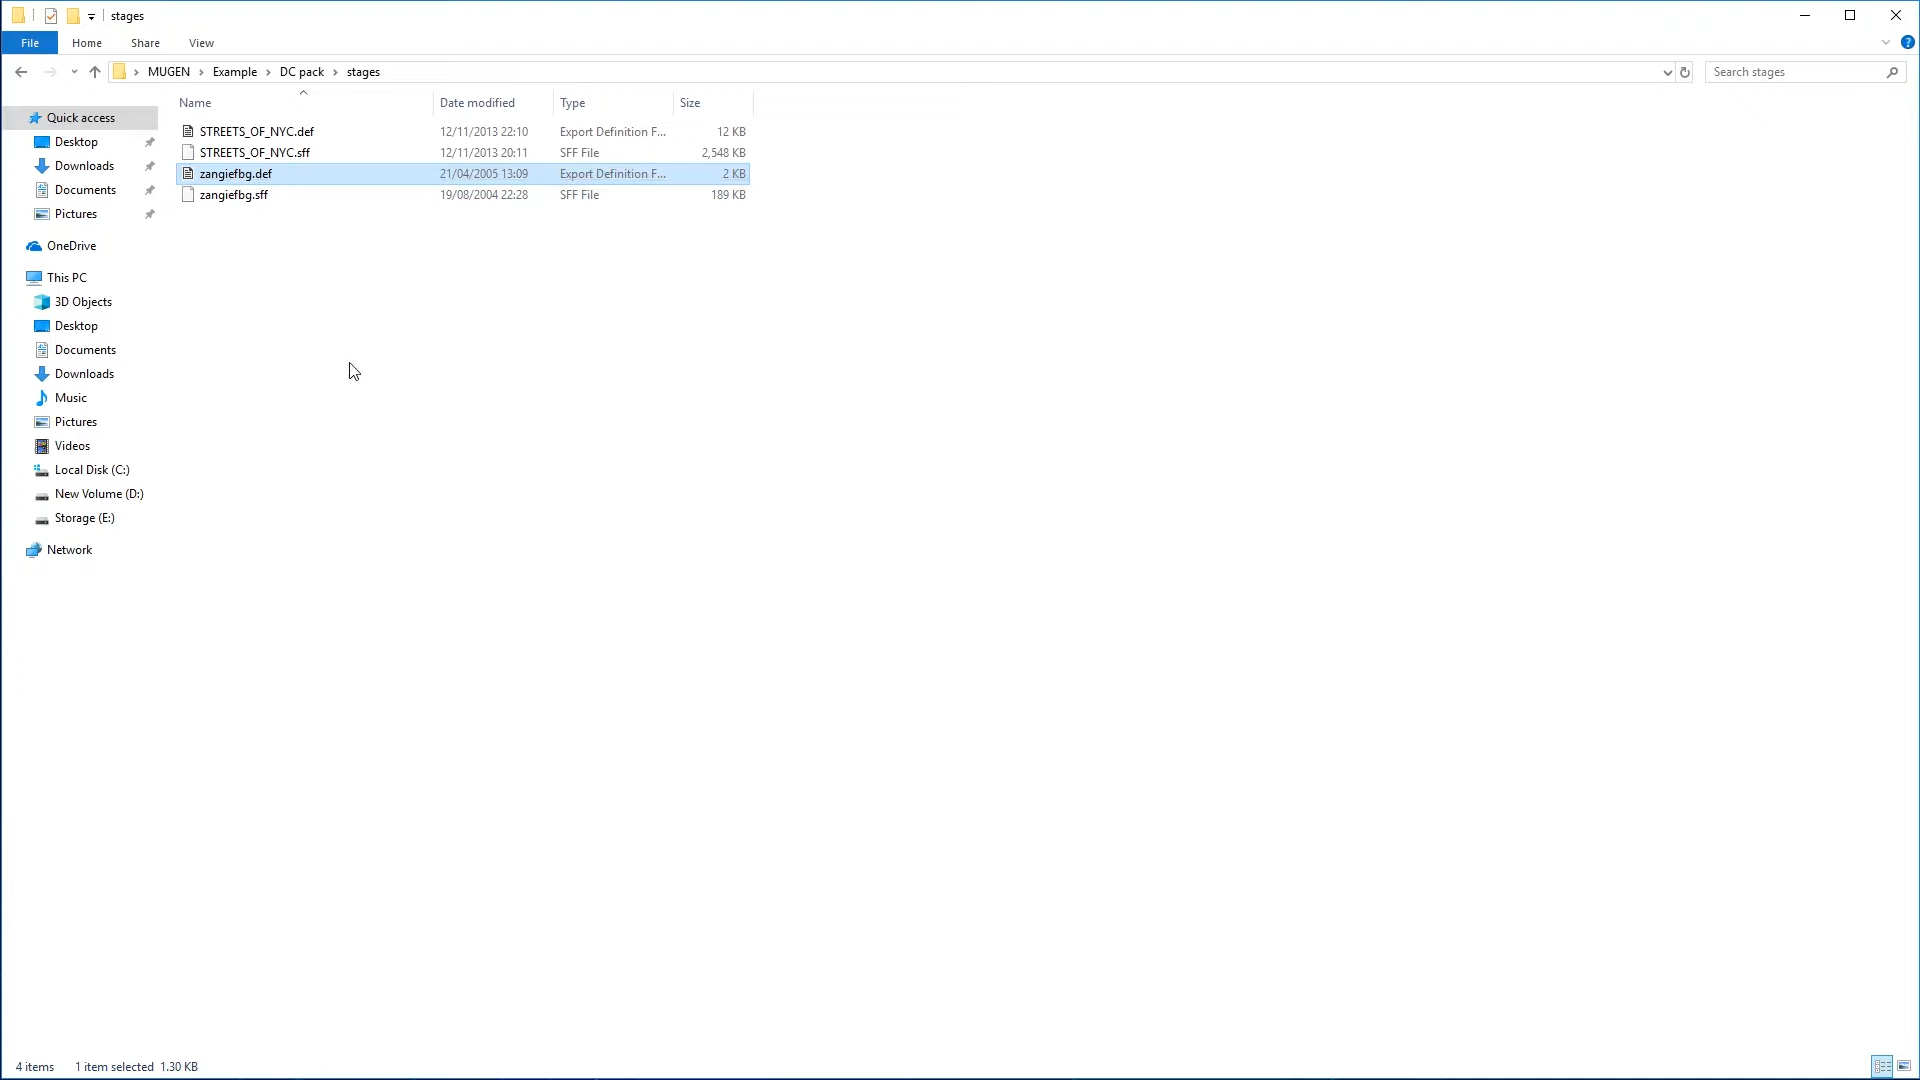 stages
File Home Share View
MUGEN Example DC pack stages
Search stages
Name Date modified Type Size
Quick access
Desktop
Downloads
Documents
Pictures
OneDrive
This PC
3D Objects
Desktop
Documents
Downloads
Music
Pictures
Videos
Local Disk (C:)
New Volume (D:)
Storage (E:)
Network
STREETS_OF_NYC.def 12/11/2013 22:10 Export Definition F... 12 KB
STREETS_OF_NYC.sff 12/11/2013 20:11 SFF File 2,548 KB
zangiefbg.def 21/04/2005 13:09 Export Definition F... 2 KB
zangiefbg.sff 19/08/2004 22:28 SFF File 189 KB
4 items 1 item selected 1.30 KB